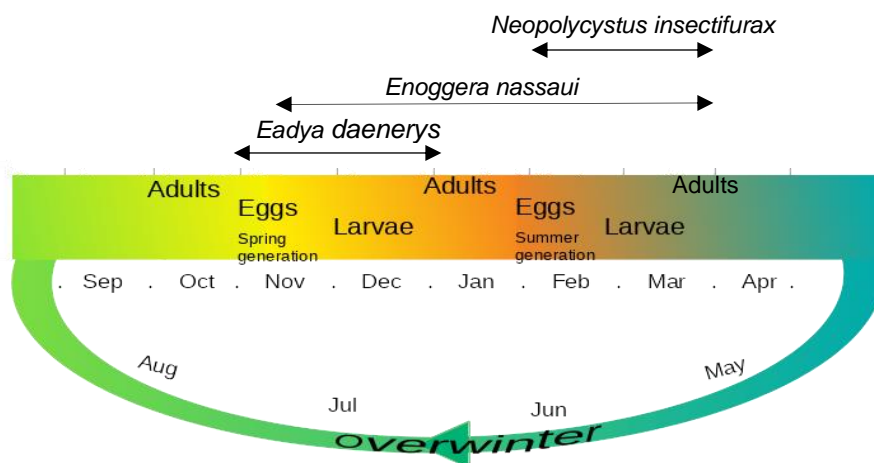 Neopolycystus insectifurax
Enoggera nassaui
Eadya daenerys
Adults Adults Adults
Eggs Eggs
Larvae Larvae
Spring Summer
generation generation
. Sep . Oct . Nov . Dec . Jan . Feb . Mar . Apr .
Aug May
Jul Jun
Overwinter